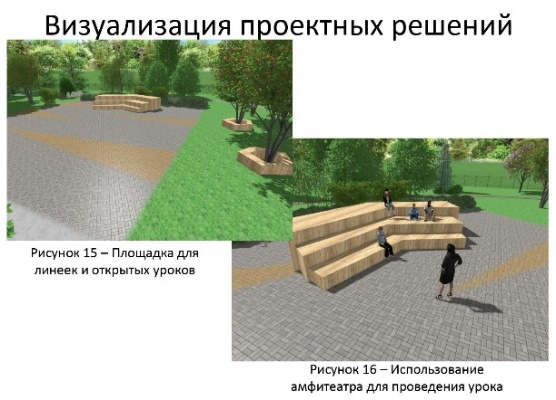 Визуализация проектных решений
Рисунок 15 – Площадка для
линеек и открытых уроков
Рисунок 16 – Использование
амфитеатра для проведения урока